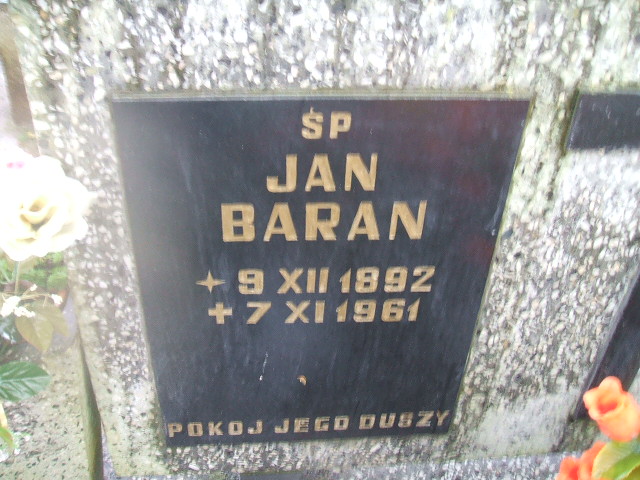 ŚP
JAN
BARAN
9 XII 1892
+ 7 XI 1961
POKOJ JEGO DUSZY